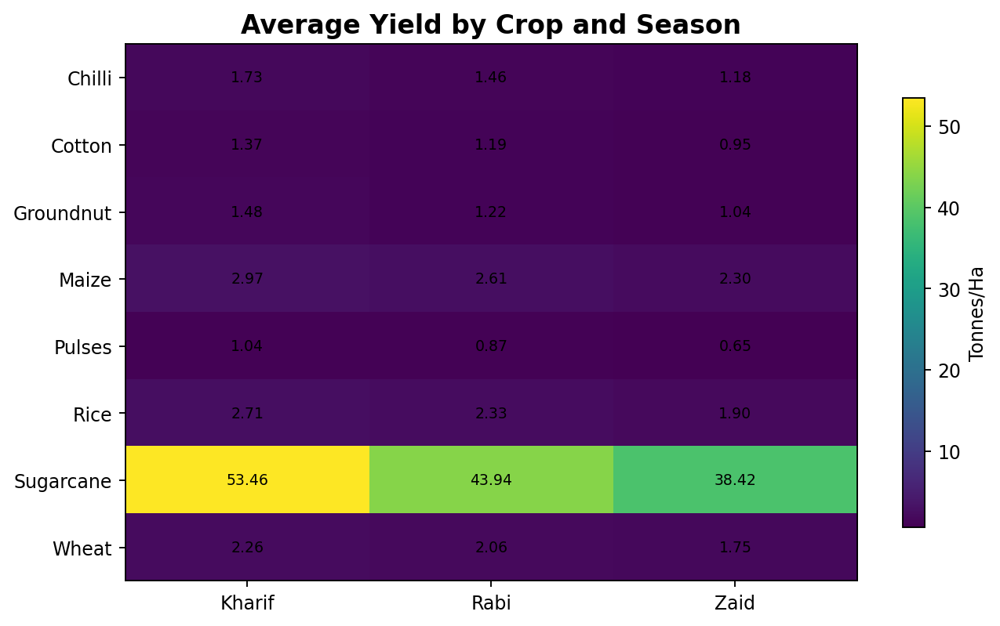 Average Yield by Crop and Season
Chilli 1.73 1.46 1.18
Cotton 1.37 1.19 0.95
Groundnut 1.48 1.22 1.04
Maize 2.97 2.61 2.30
Pulses 1.04 0.87 0.65
Rice 2.71 2.33 1.90
Sugarcane 53.46 43.94 38.42
Wheat 2.26 2.06 1.75
Kharif Rabi Zaid
50
40
30
20
10
Tonnes/Ha